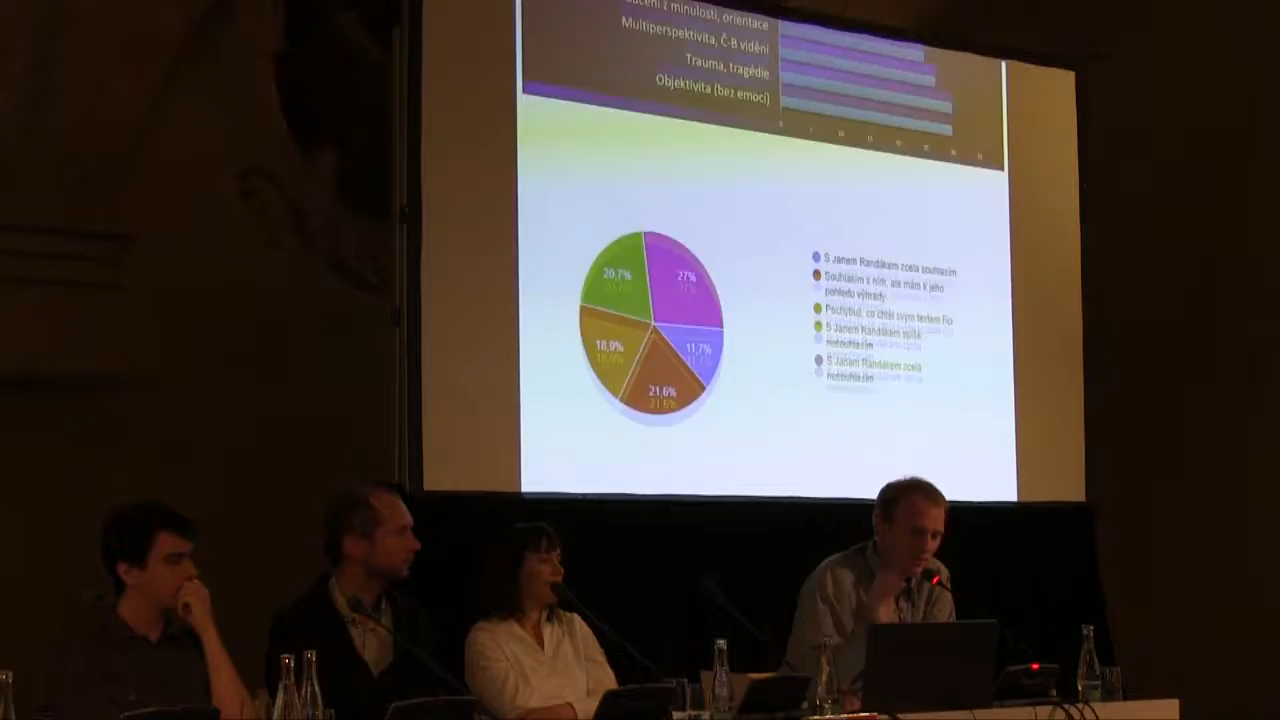 minulosti, orientace
Multiperspektivita, Č-B vidění
Trauma, tragédie
Objektivita (bez emocí)
20,7%
27%
18,9%
11,7%
21,6%
S Janem Randákem zcela souhlasím
Souhlasím s ním, ale mám k jeho
pohledu výhrady
Pochybuji, co chtěl svým textem říci
S Janem Randákem spíše
nesouhlasím
S Janem Randákem zcela
nesouhlasím